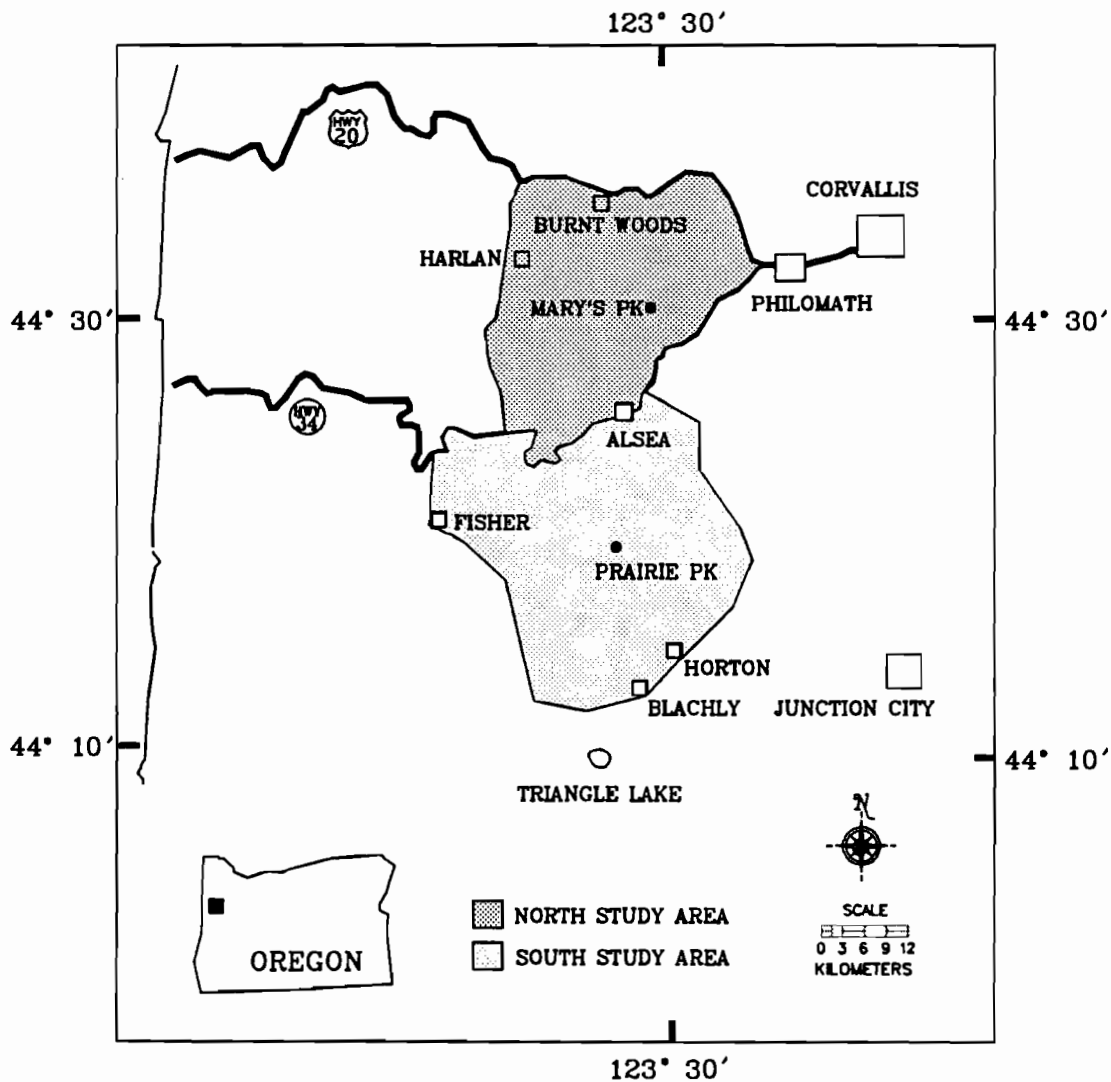 123° 30′
HWY
20
CORVALLIS
BURNT WOODS
HARLAN
MARY'S PK
PHILOMATH
44° 30′
44° 30′
HWY
34
ALSEA
FISHER
PRAIRIE PK
HORTON
BLACHLY
JUNCTION CITY
44° 10′
44° 10′
TRIANGLE LAKE
N
NORTH STUDY AREA
SOUTH STUDY AREA
OREGON
SCALE
0 3 6 9 12
KILOMETERS
123° 30′